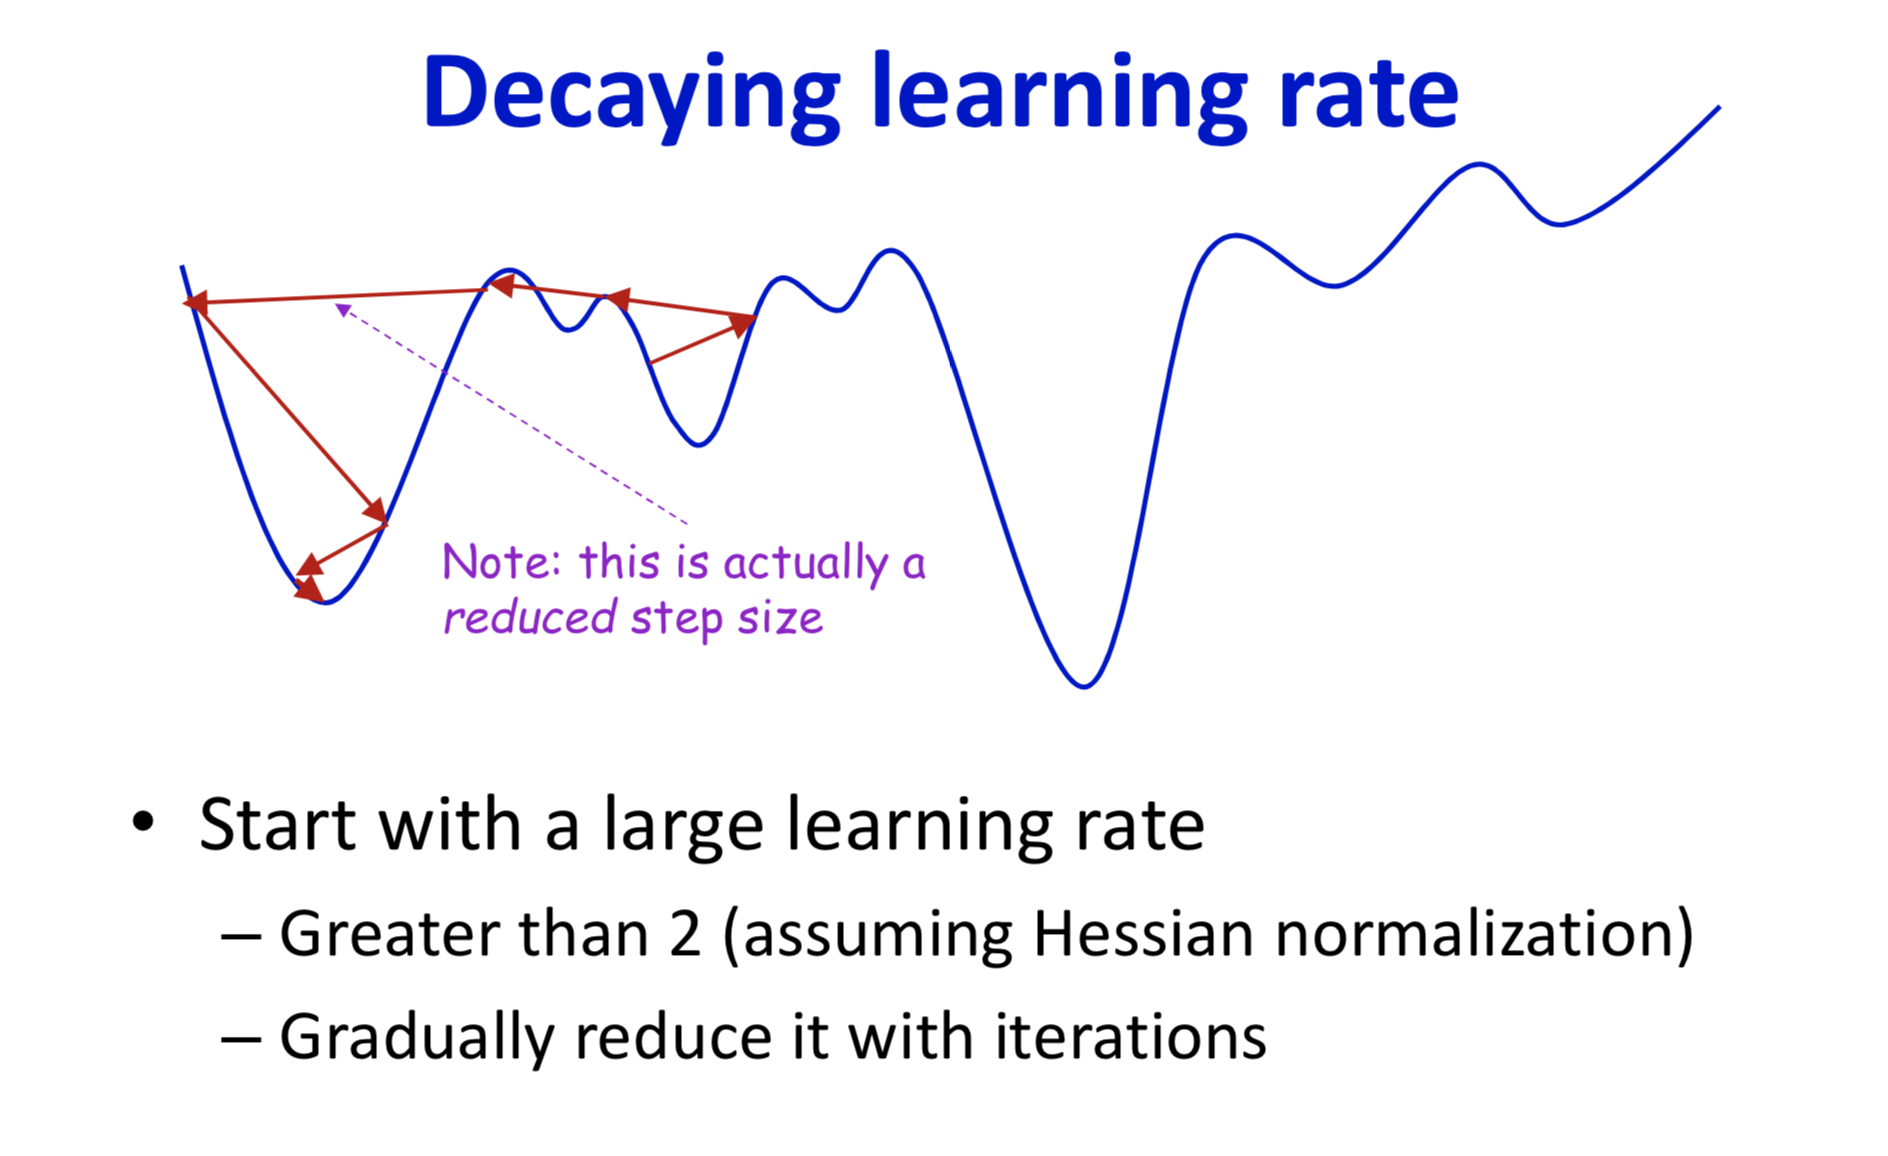 Decaying learning rate
Note: this is actually a
reduced step size
• Start with a large learning rate
– Greater than 2 (assuming Hessian normalization)
– Gradually reduce it with iterations